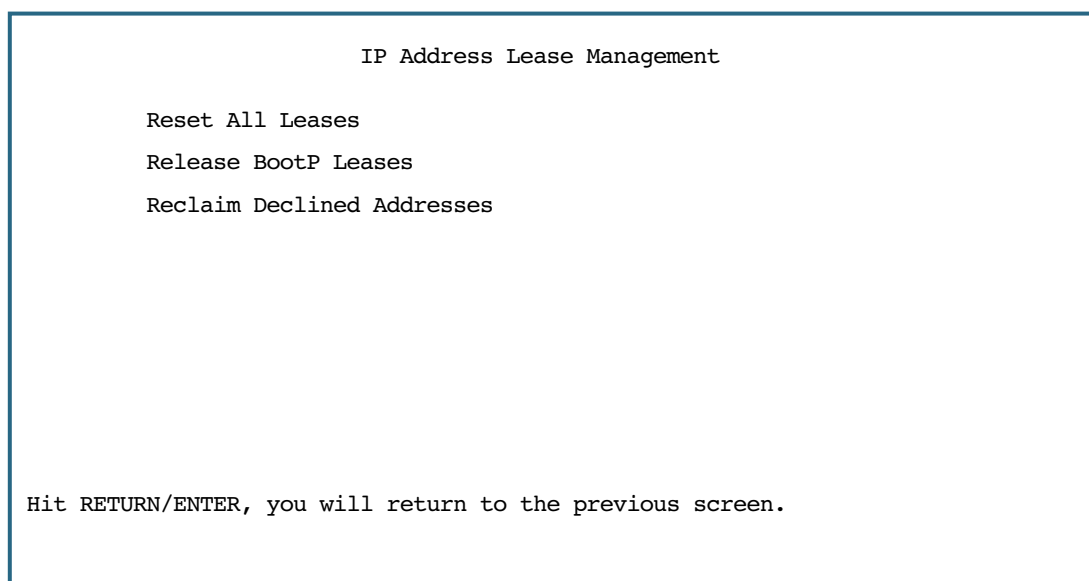 IP Address Lease Management
Reset All Leases
Release BootP Leases
Reclaim Declined Addresses
Hit RETURN/ENTER, you will return to the previous screen.